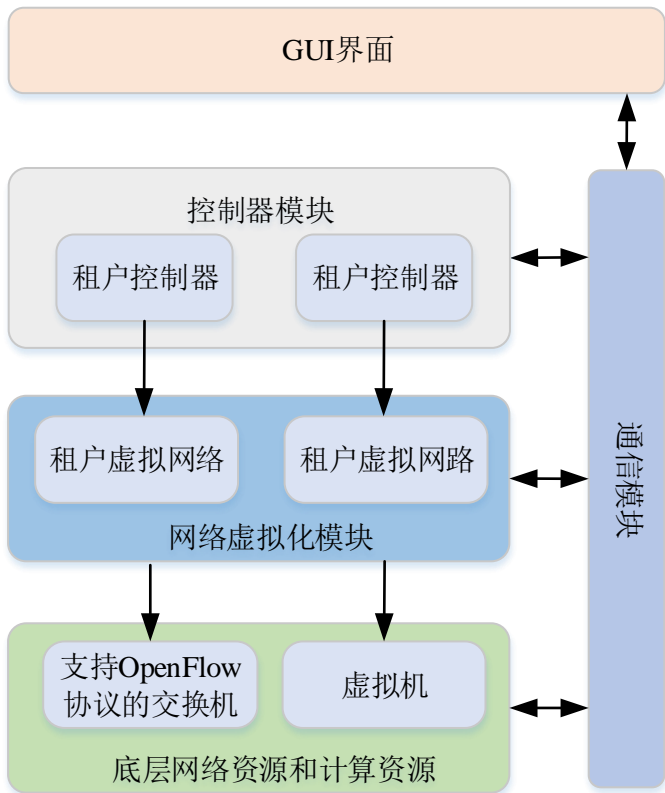 GUI界面
控制器模块
租户控制器
租户控制器
租户虚拟网络
租户虚拟网路
网络虚拟化模块
支持OpenFlow
协议的交换机
虚拟机
底层网络资源和计算资源
通信模块